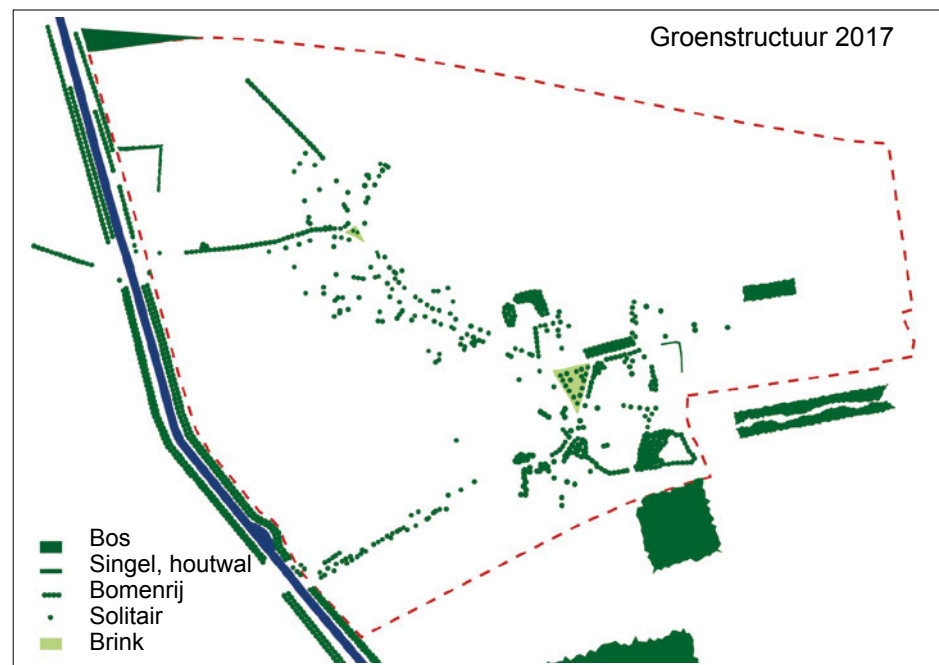 Groenstructuur 2017
Bos
Singel, houtwal
Bomenrij
Solitair
Brink